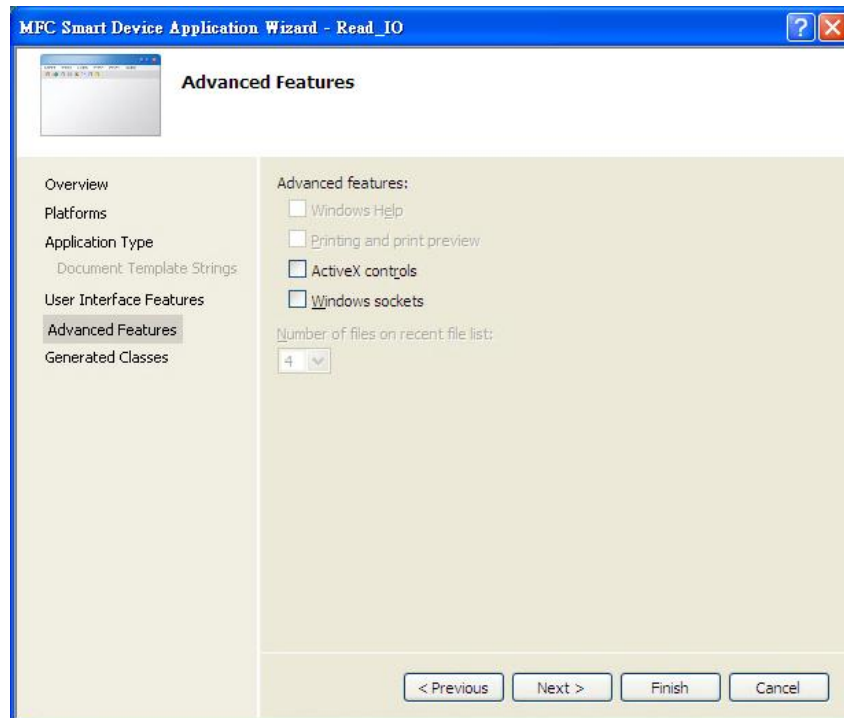 MFC Smart Device Application Wizard - Read_IO
Advanced Features
Overview
Platforms
Application Type
Document Template Strings
User Interface Features
Advanced Features
Generated Classes
Advanced features:
Windows Help
Printing and print preview
ActiveX controls
Windows sockets
Number of files on recent file list:
4
< Previous
Next >
Finish
Cancel